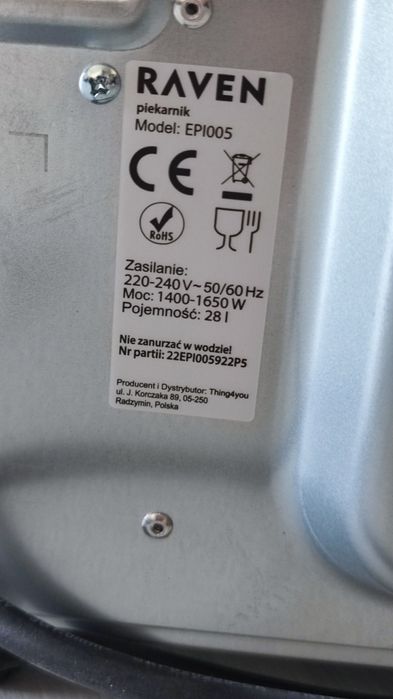 RAVEN
piekarnik
Model: EPI005
CE
RoHS
Zasilanie:
220-240 V~ 50/60 Hz
Moc: 1400-1650 W
Pojemność: 28 l
Nie zanurzać w wodzie!
Nr partii: 22EPI005922P5
Producent i Dystrybutor: Thing4you
ul. J. Korczaka 89, 05-250
Radzymin, Polska